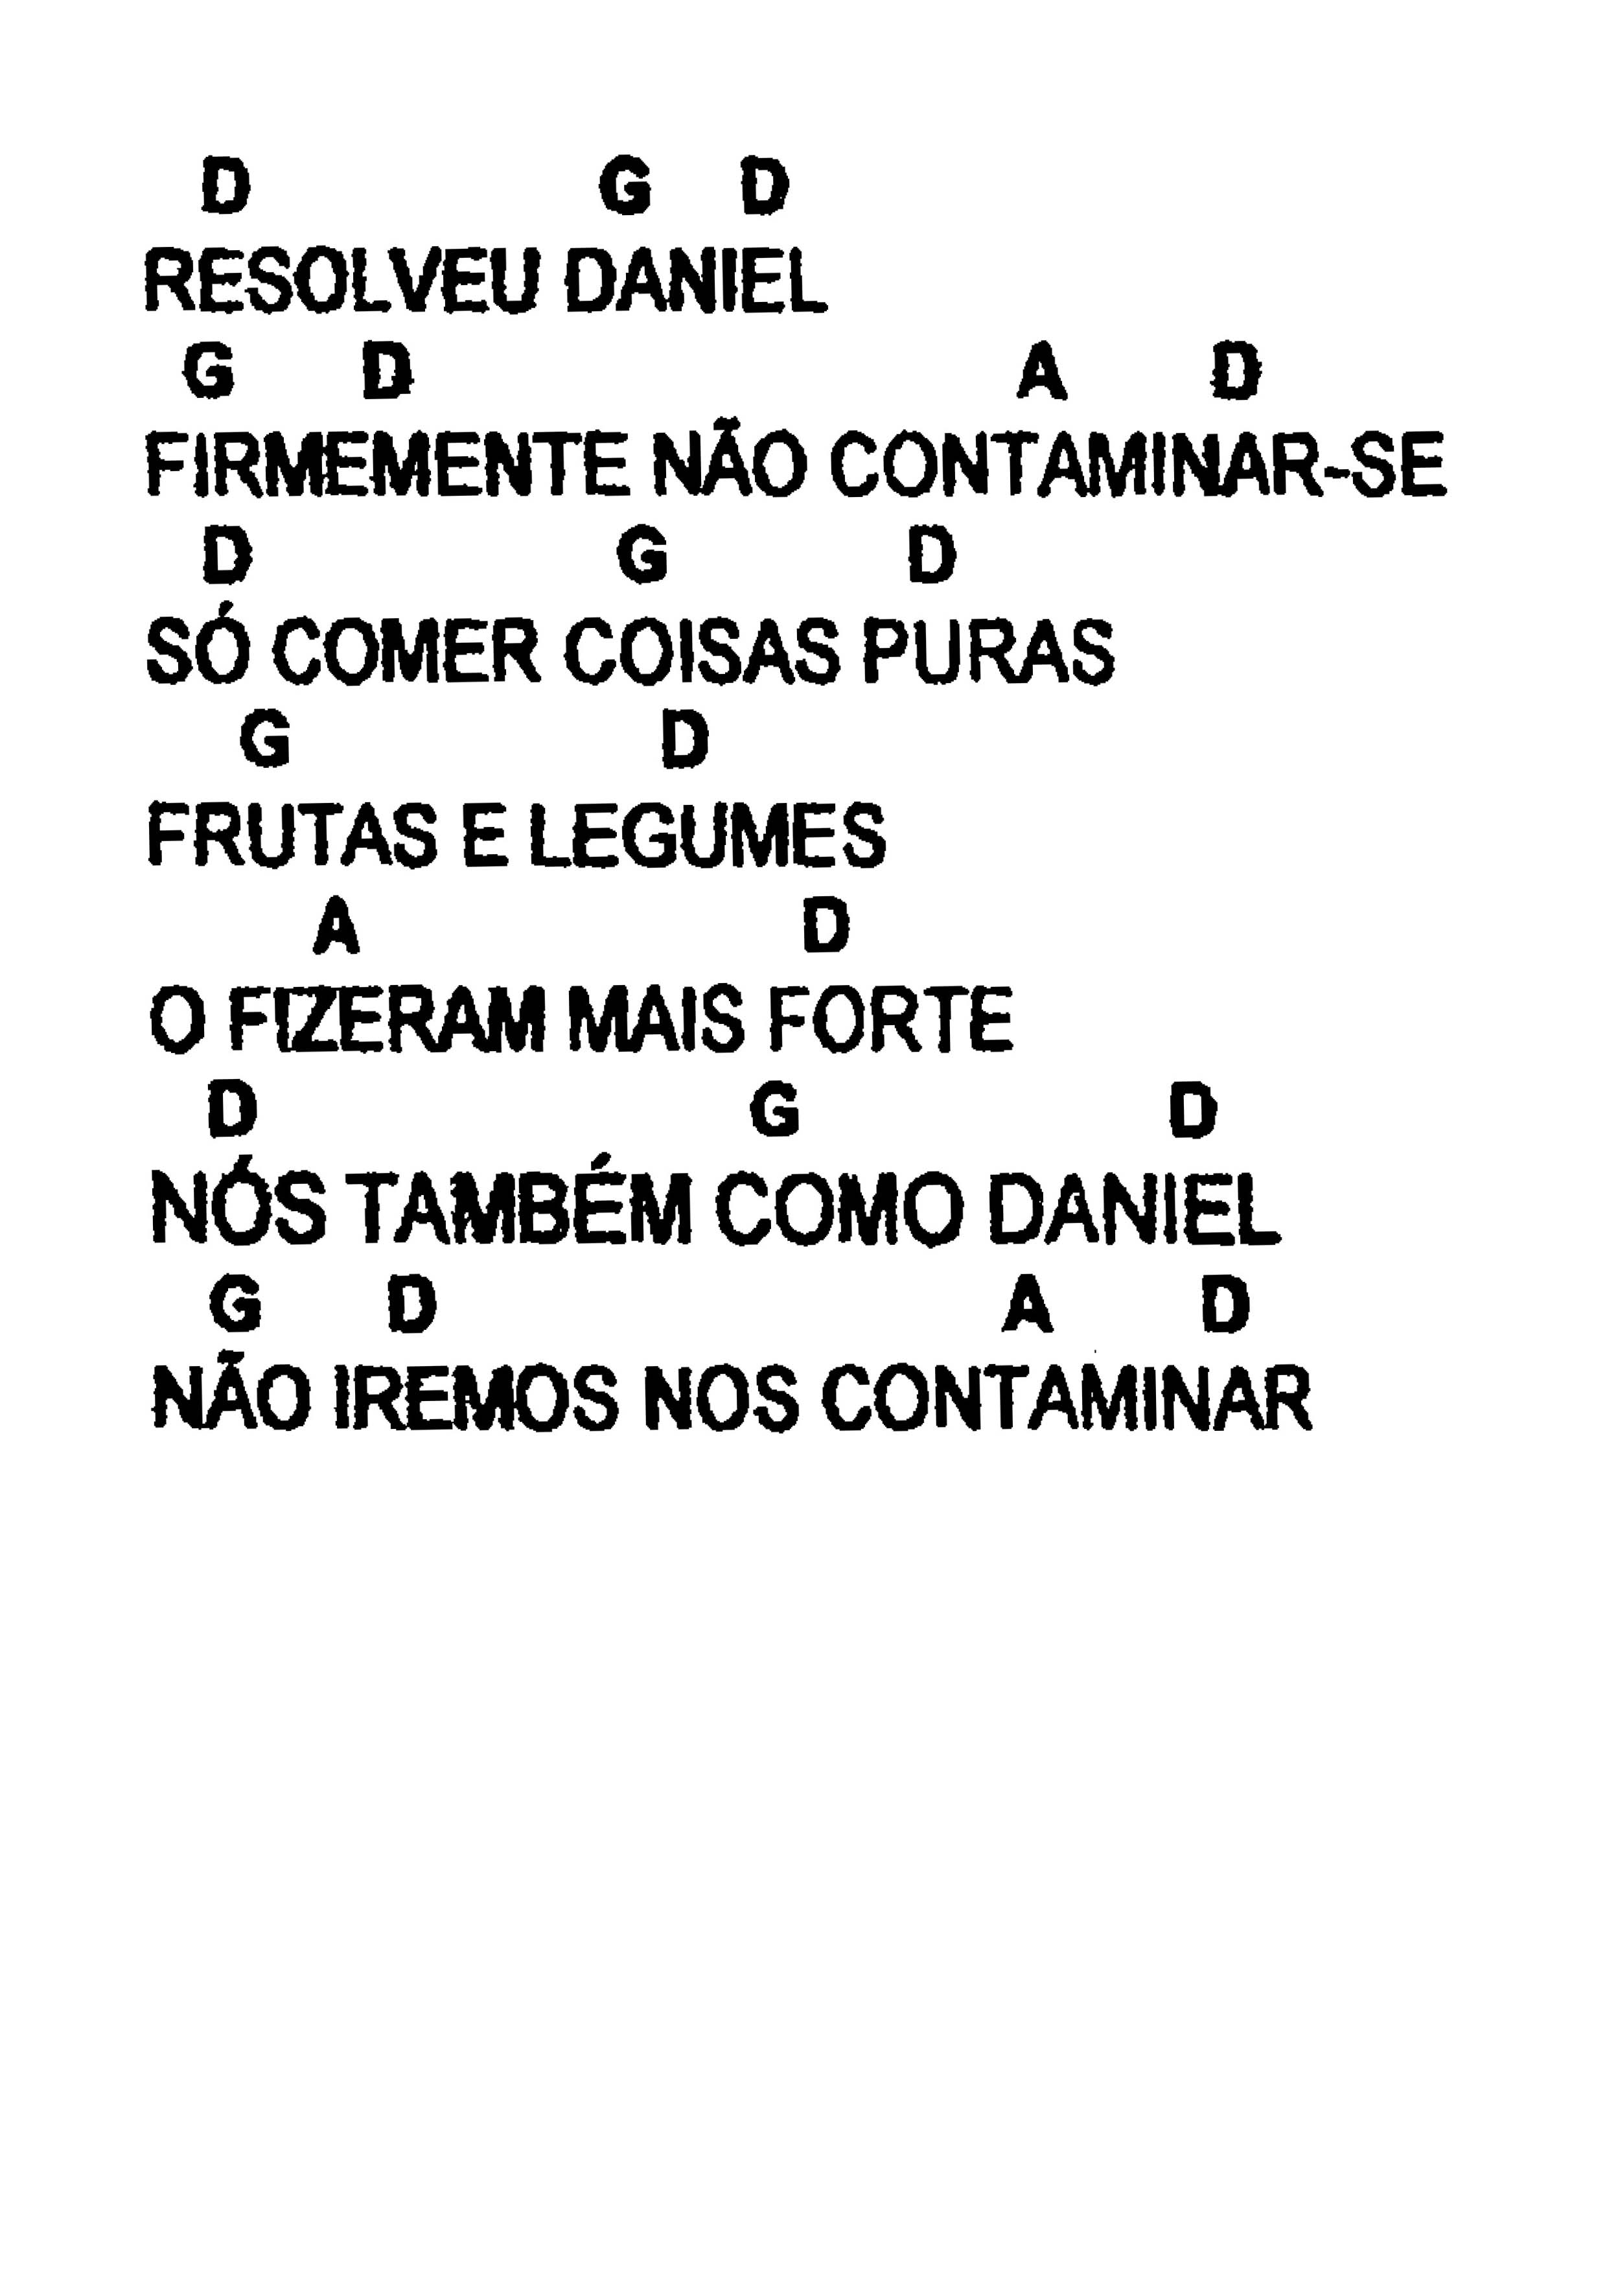 D G D
RESOLVEU DANIEL
G D A D
FIRMEMENTE NÃO CONTAMINAR-SE
D G D
SÓ COMER COISAS PURAS
G D
FRUTAS E LEGUMES
A D
O FIZERAM MAIS FORTE
D G D
NÓS TAMBÉM COMO DANIEL
G D A D
NÃO IREMOS NOS CONTAMINAR